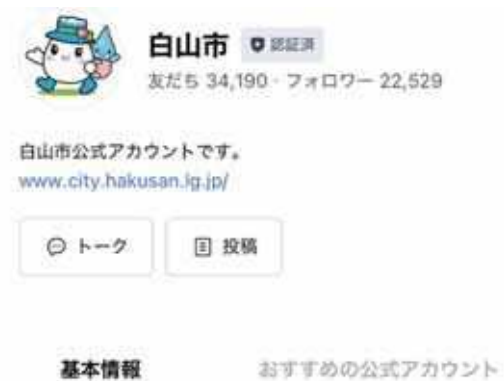 白山市 認証済
友だち 34,190・フォロワー 22,529
白山市公式アカウントです。
www.city.hakusan.lg.jp/
トーク 投稿
基本情報 おすすめの公式アカウント